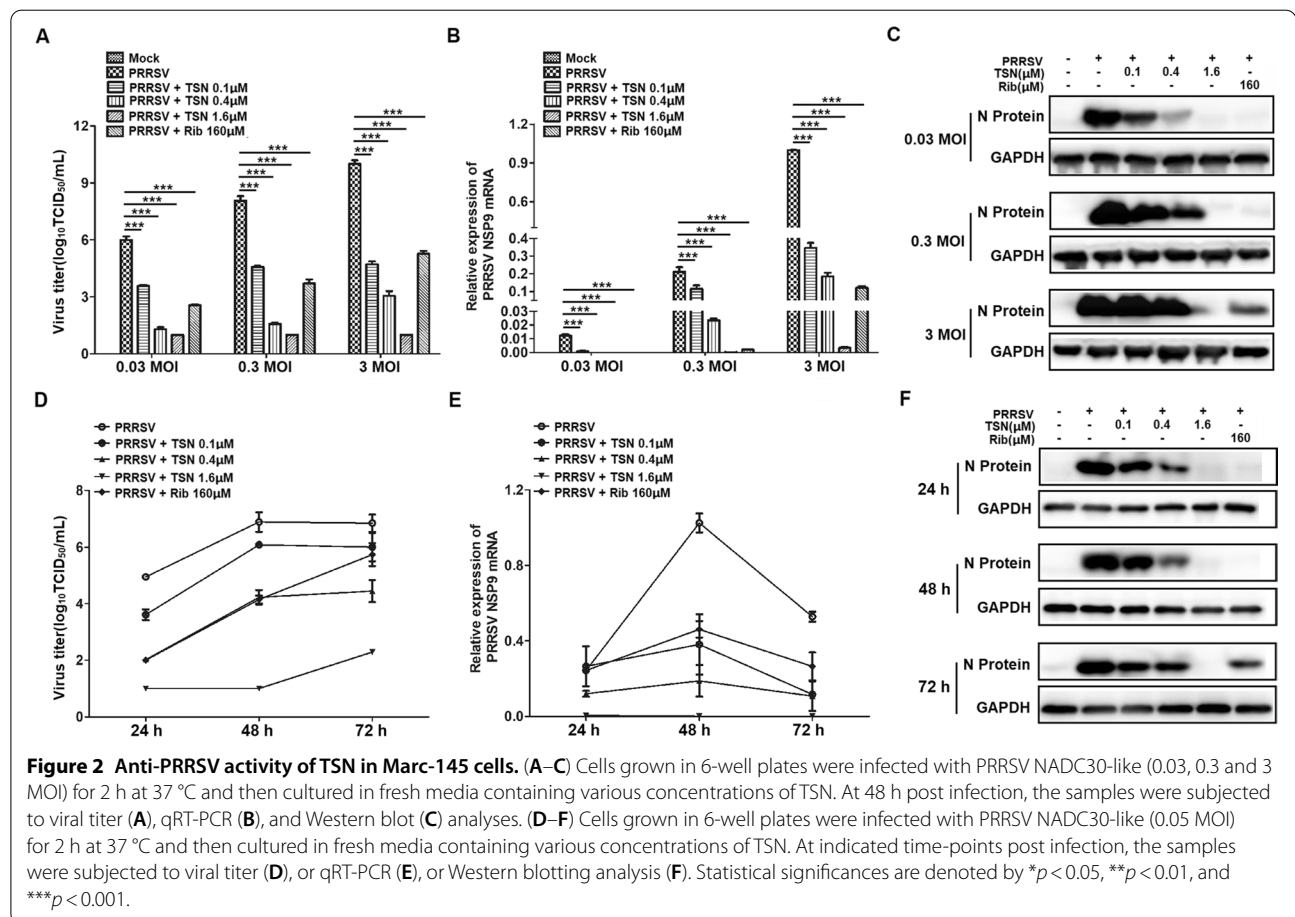 A
Mock
PRRSV
PRRSV + TSN 0.1μM
PRRSV + TSN 0.4μM
PRRSV + TSN 1.6μM
PRRSV + Rib 160μM
Virus titer(log₁₀TCID₅₀/mL)
12
9
6
3
0
***
***
***
***
***
***
***
***
***
***
***
***
0.03 MOI
0.3 MOI
3 MOI
B
Mock
PRRSV
PRRSV + TSN 0.1μM
PRRSV + TSN 0.4μM
PRRSV + TSN 1.6μM
PRRSV + Rib 160μM
Relative expression of
PRRSV NSP9 mRNA
1.2
1.0
0.9
0.4
0.3
0.2
0.1
0.03
0.02
0.01
0.00
***
***
***
***
***
***
***
***
***
***
***
***
0.03 MOI
0.3 MOI
3 MOI
C
PRRSV - + + + + +
TSN(μM) - - 0.1 0.4 1.6 -
Rib(μM) - - - - - 160
0.03 MOI
N Protein
GAPDH
0.3 MOI
N Protein
GAPDH
3 MOI
N Protein
GAPDH
D
PRRSV
PRRSV + TSN 0.1μM
PRRSV + TSN 0.4μM
PRRSV + TSN 1.6μM
PRRSV + Rib 160μM
Virus titer(log₁₀TCID₅₀/mL)
8
6
4
2
0
24 h
48 h
72 h
E
PRRSV
PRRSV + TSN 0.1μM
PRRSV + TSN 0.4μM
PRRSV + TSN 1.6μM
PRRSV + Rib 160μM
Relative expression of
PRRSV NSP9 mRNA
1.2
0.8
0.4
0.0
24 h
48 h
72 h
F
PRRSV - + + + + +
TSN(μM) - - 0.1 0.4 1.6 -
Rib(μM) - - - - - 160
24 h
N Protein
GAPDH
48 h
N Protein
GAPDH
72 h
N Protein
GAPDH
Figure 2 Anti-PRRSV activity of TSN in Marc-145 cells. (A–C) Cells grown in 6-well plates were infected with PRRSV NADC30-like (0.03, 0.3 and 3
MOI) for 2 h at 37 °C and then cultured in fresh media containing various concentrations of TSN. At 48 h post infection, the samples were subjected
to viral titer (A), qRT-PCR (B), and Western blot (C) analyses. (D–F) Cells grown in 6-well plates were infected with PRRSV NADC30-like (0.05 MOI)
for 2 h at 37 °C and then cultured in fresh media containing various concentrations of TSN. At indicated time-points post infection, the samples
were subjected to viral titer (D), or qRT-PCR (E), or Western blotting analysis (F). Statistical significances are denoted by *p < 0.05, **p < 0.01, and
***p < 0.001.